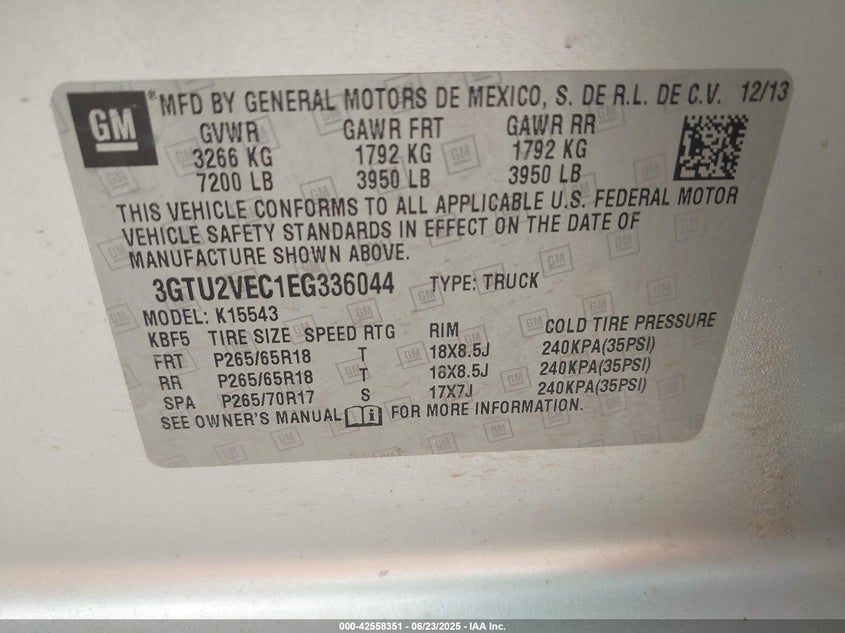 GM ® MFD BY GENERAL MOTORS DE MEXICO, S. DE R.L. DE C.V. 12/13
GVWR GAWR FRT GAWR RR
3266 KG 1792 KG 1792 KG
7200 LB 3950 LB 3950 LB
THIS VEHICLE CONFORMS TO ALL APPLICABLE U.S. FEDERAL MOTOR
VEHICLE SAFETY STANDARDS IN EFFECT ON THE DATE OF
MANUFACTURE SHOWN ABOVE.
3GTU2VEC1EG336044 TYPE: TRUCK
MODEL: K15543
KBF5 TIRE SIZE SPEED RTG RIM COLD TIRE PRESSURE
FRT P265/65R18 T 18X8.5J 240KPA(35PSI)
RR P265/65R18 T 18X8.5J 240KPA(35PSI)
SPA P265/70R17 S 17X7J 240KPA(35PSI)
SEE OWNER'S MANUAL FOR MORE INFORMATION.
000-42558351 - 06/23/2025 - IAA Inc.